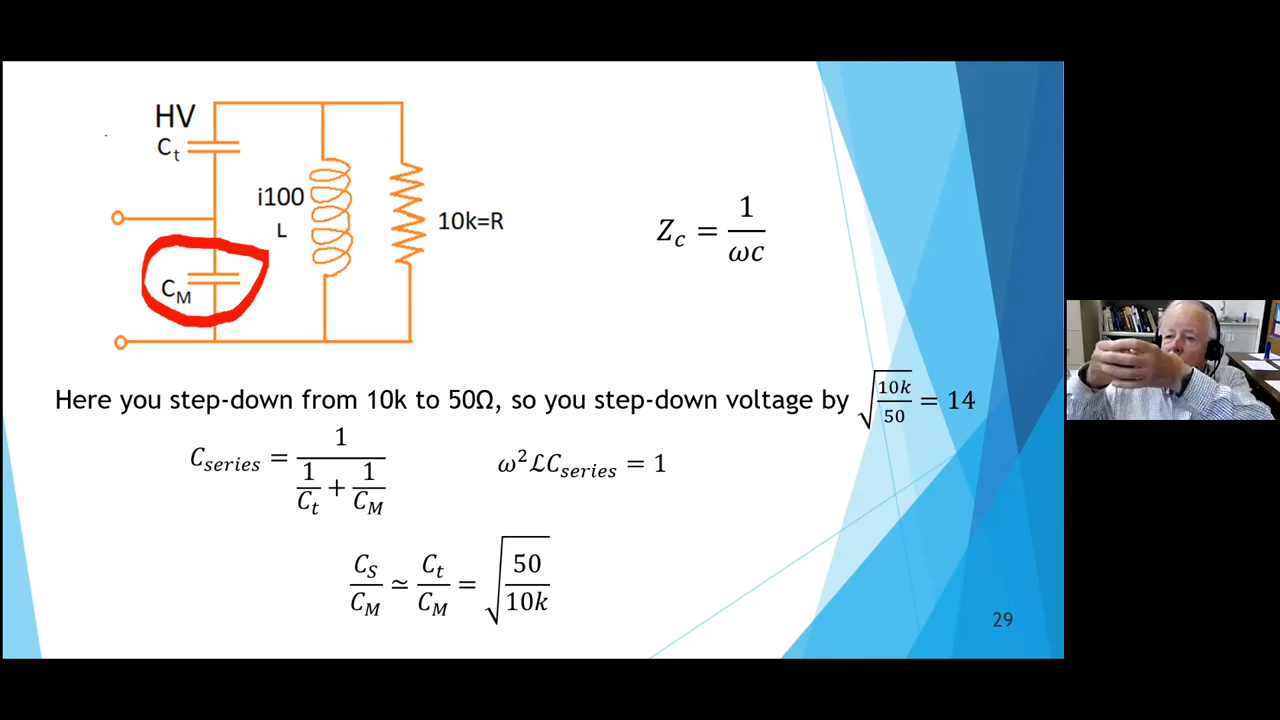 HV
C_t
i100
L
10k=R
C_M
Z_c = 1/ωc
Here you step-down from 10k to 50Ω, so you step-down voltage by √(10k/50) = 14
C_series = 1/(1/C_t + 1/C_M)
ω²ℒC_series = 1
C_S/C_M ≃ C_t/C_M = √(50/10k)
29